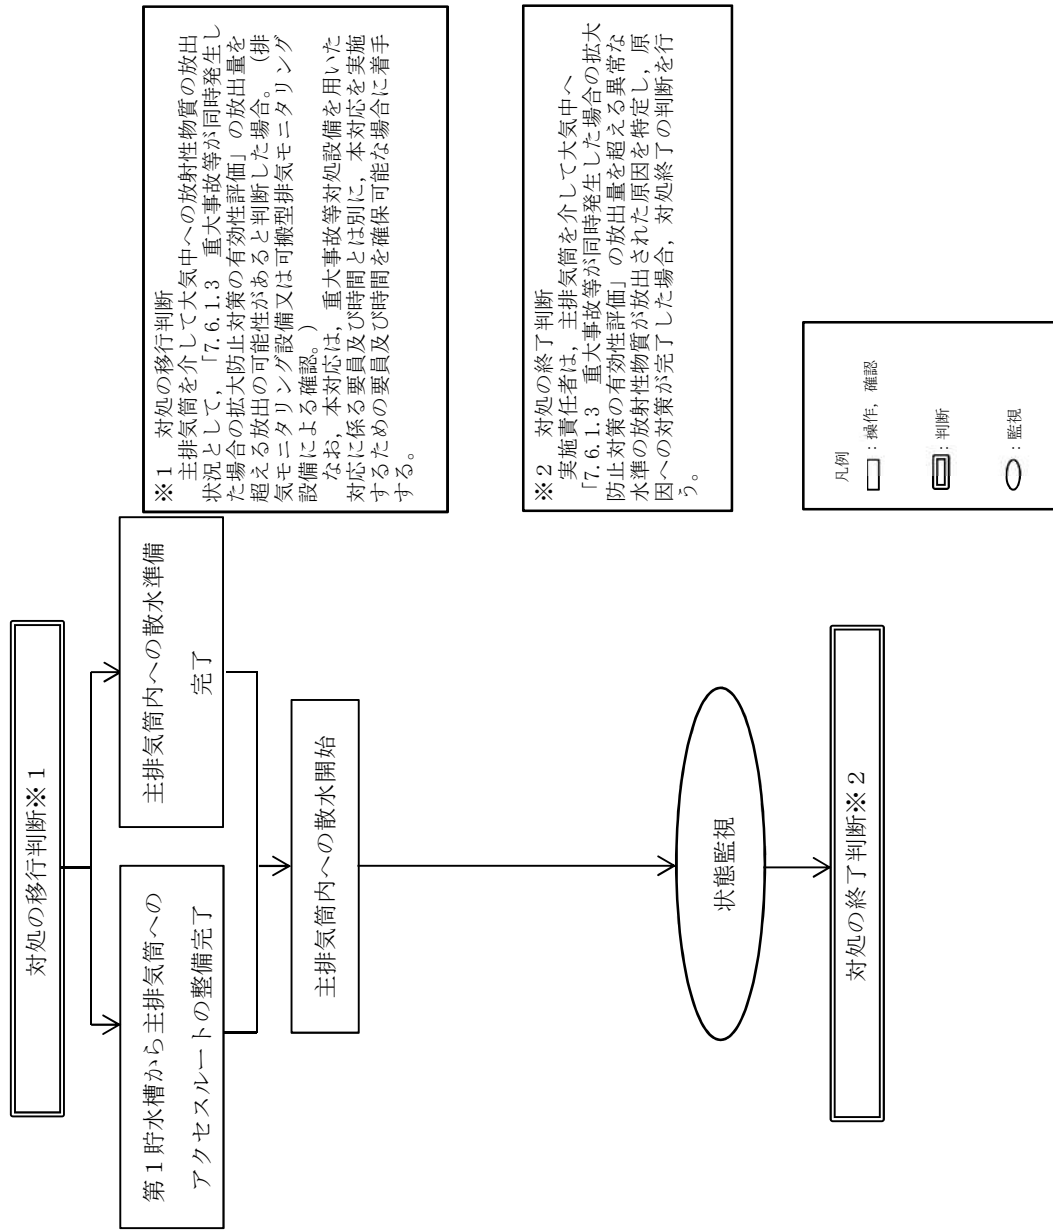 対処の移行判断※１
第１貯水槽から主排気筒への
アクセスルートの整備完了
主排気筒内への散水準備
完了
主排気筒内への散水開始
状態監視
対処の終了判断※２
※１　対処の移行判断
主排気筒を介して大気中への放射性物質の放出
状況として，「7.6.1.3　重大事故等が同時発生し
た場合の拡大防止対策の有効性評価」の放出量を
超える放出の可能性があると判断した場合。（排
気モニタリング設備又は可搬型排気モニタリング
設備による確認。）
なお，本対応は，重大事故等対処設備を用いた
対応に係る要員及び時間とは別に，本対応を実施
するための要員及び時間を確保可能な場合に着手
する。
※２　対処の終了判断
実施責任者は，主排気筒を介して大気中へ
「7.6.1.3　重大事故等が同時発生した場合の拡大
防止対策の有効性評価」の放出量を超える異常な
水準の放射性物質が放出された原因を特定し，原
因への対策が完了した場合，対処終了の判断を行
う。
凡例
：操作，確認
：判断
：監視